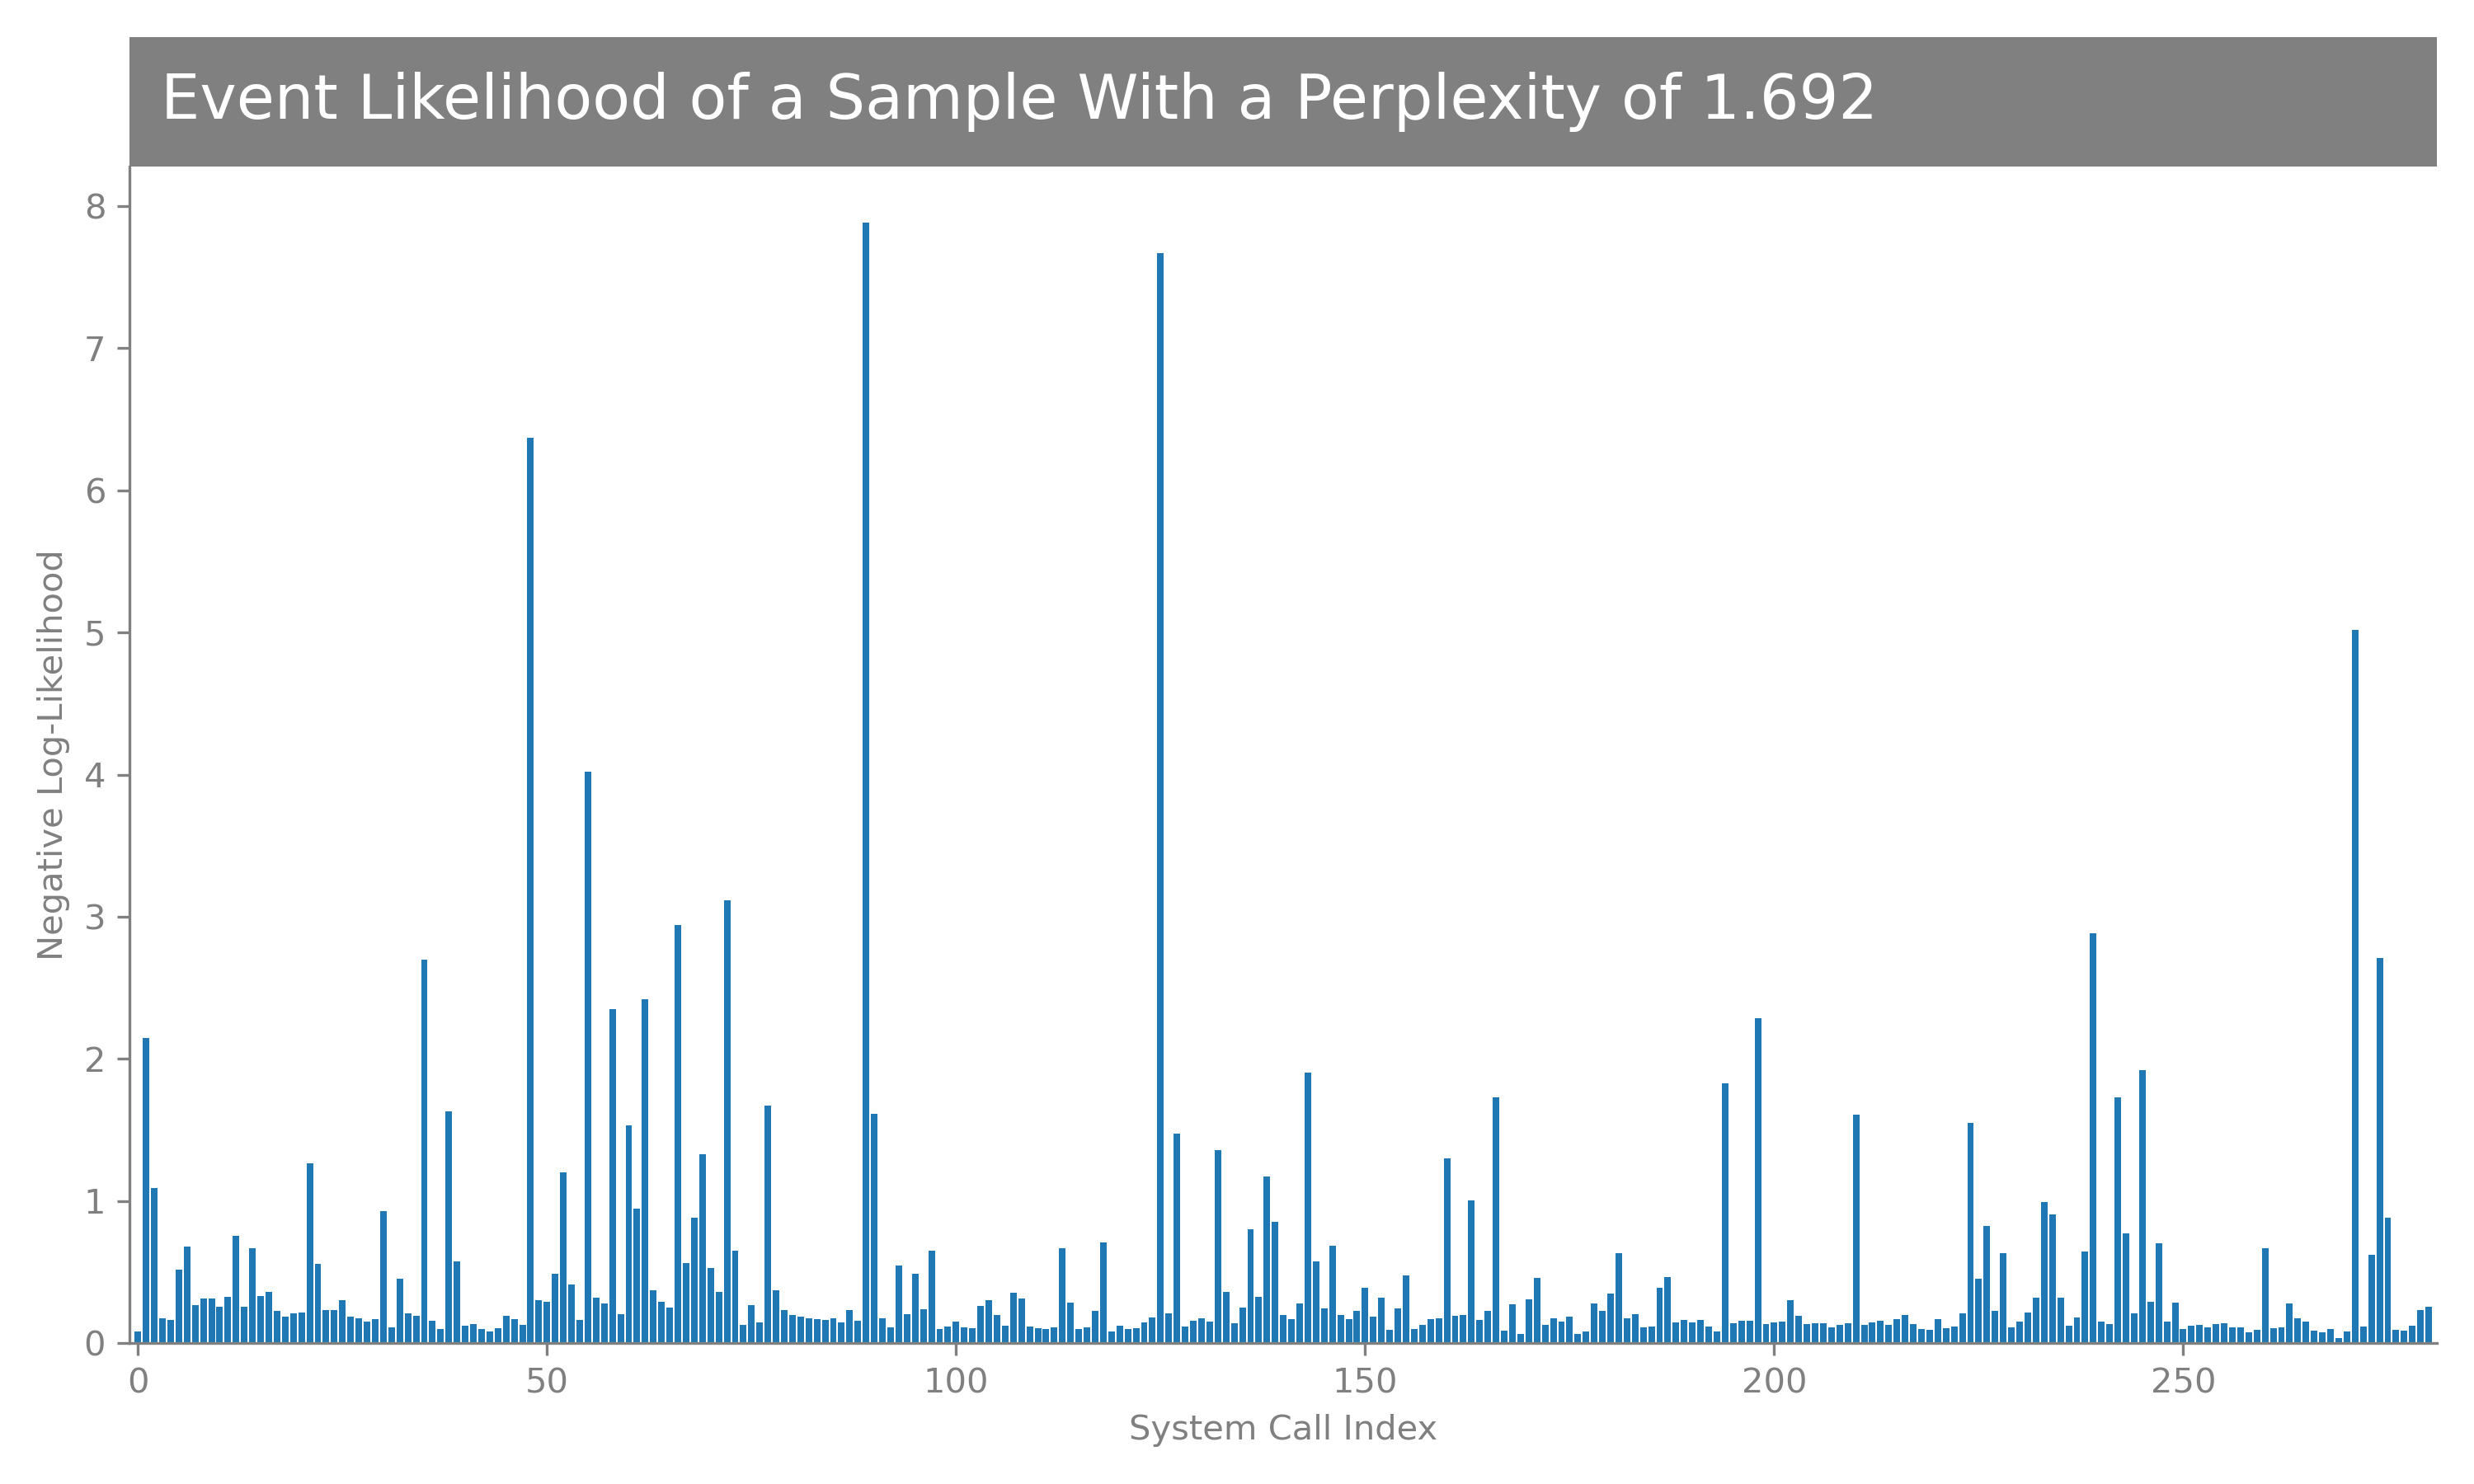 Event Likelihood of a Sample With a Perplexity of 1.692
8
7
6
5
4
3
2
1
0
Negative Log-Likelihood
0 50 100 150 200 250
System Call Index